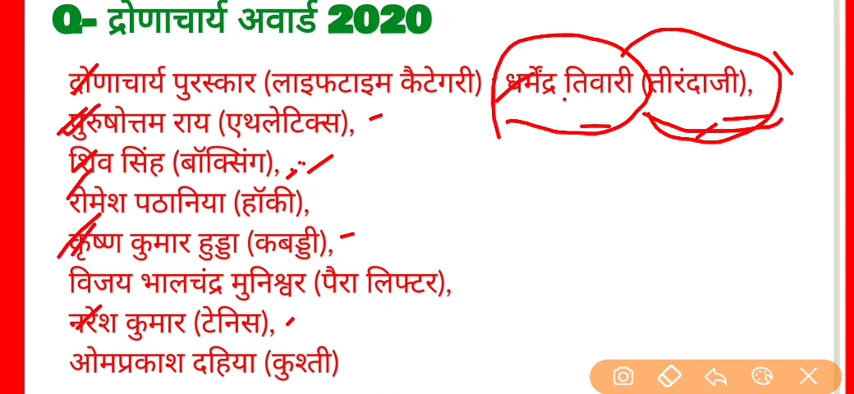 Q- द्रोणाचार्य अवार्ड 2020
द्रोणाचार्य पुरस्कार (लाइफटाइम कैटेगरी) : धर्मेंद्र तिवारी (तीरंदाजी),
पुरुषोत्तम राय (एथलेटिक्स),
शिव सिंह (बॉक्सिंग),
रोमेश पठानिया (हॉकी),
कृष्ण कुमार हुड्डा (कबड्डी),
विजय भालचंद्र मुनिश्वर (पैरा लिफ्टर),
नरेश कुमार (टेनिस),
ओमप्रकाश दहिया (कुश्ती)